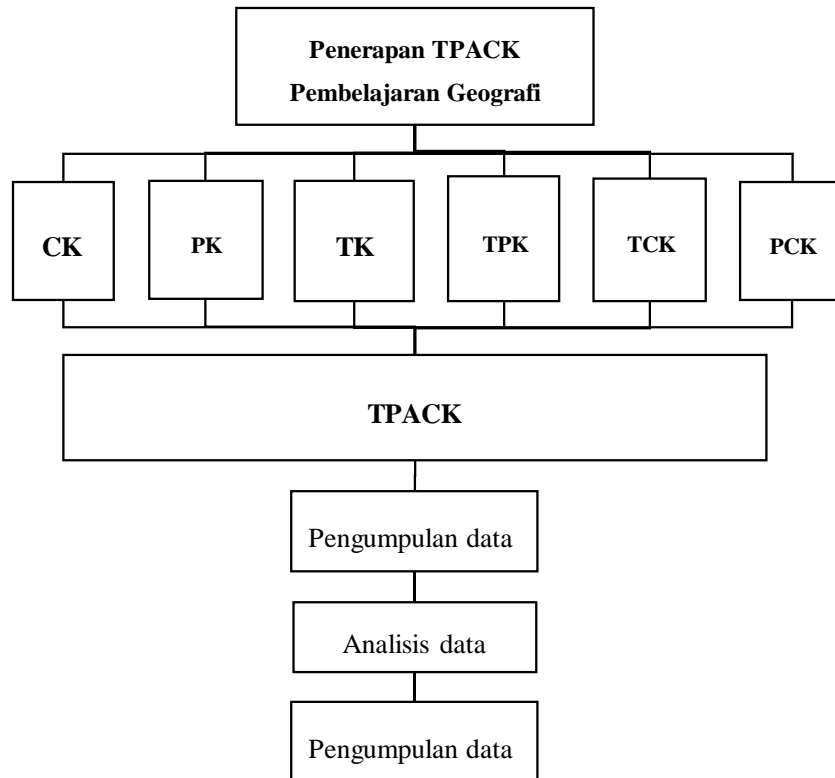 Penerapan TPACK
Pembelajaran Geografi
CK
PK
TK
TPK
TCK
PCK
TPACK
Pengumpulan data
Analisis data
Pengumpulan data